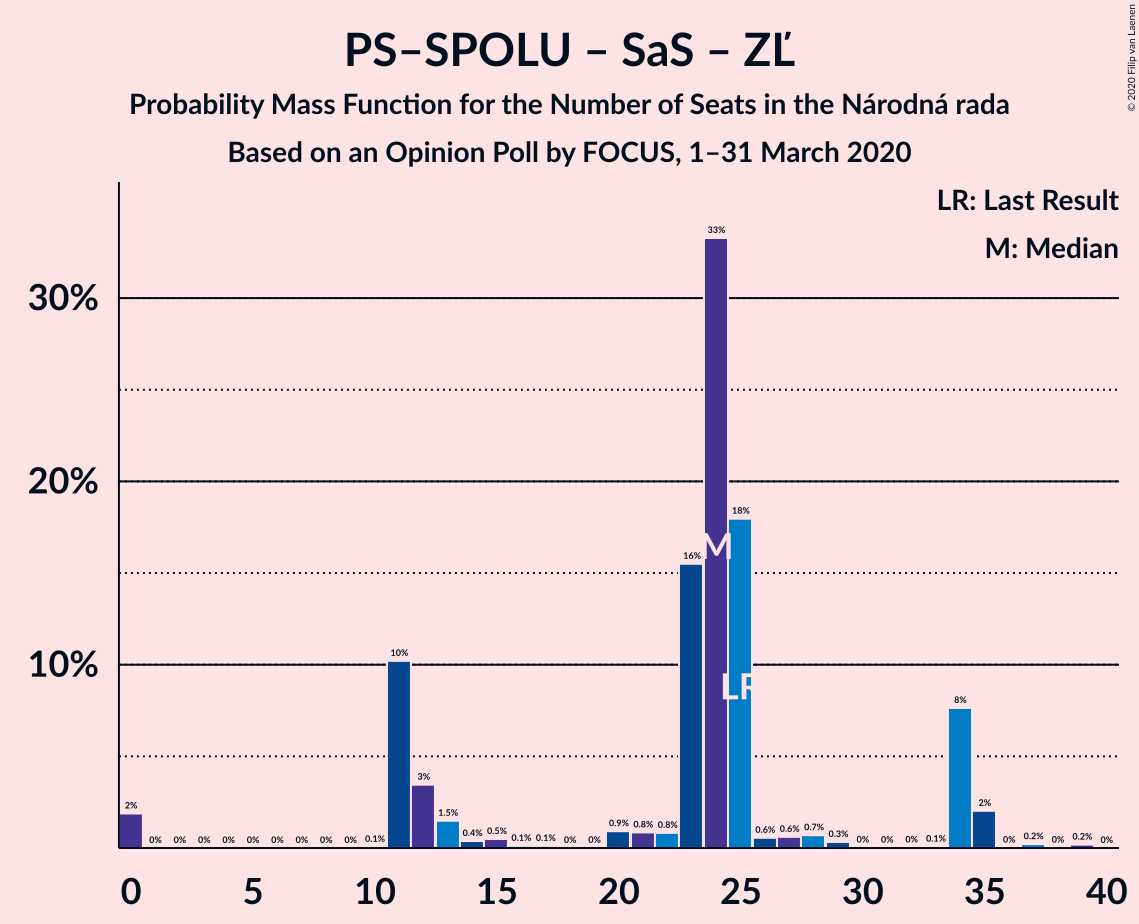 PS–SPOLU – SaS – ZĽ
Probability Mass Function for the Number of Seats in the Národná rada
Based on an Opinion Poll by FOCUS, 1–31 March 2020
© 2020 Filip van Laenen
LR: Last Result
M: Median
30%
20%
10%
2% 0% 0% 0% 0% 0% 0% 0% 0% 0% 0.1% 10% 3% 1.5% 0.4% 0.5% 0.1% 0.1% 0% 0% 0.9% 0.8% 0.8% 16% 33% 18% 0.6% 0.6% 0.7% 0.3% 0% 0% 0% 0.1% 8% 2% 0% 0.2% 0% 0.2% 0%
M
LR
0 5 10 15 20 25 30 35 40